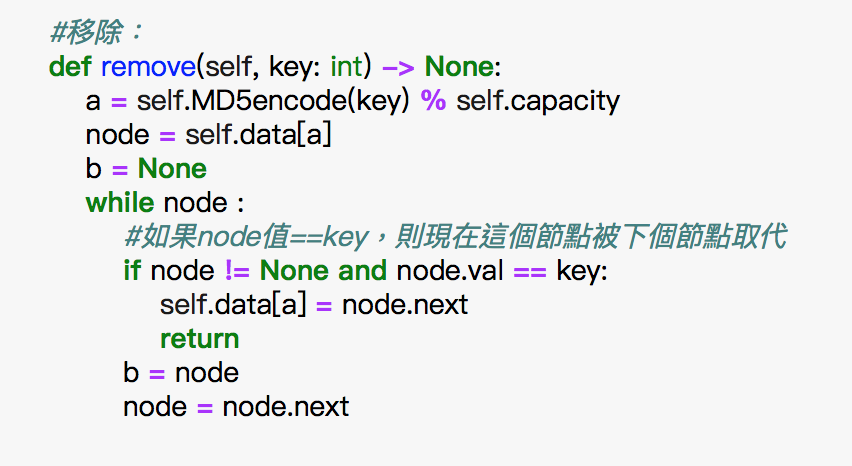 #移除：
def remove(self, key: int) -> None:
    a = self.MD5encode(key) % self.capacity
    node = self.data[a]
    b = None
    while node :
        #如果node值==key，則現在這個節點被下個節點取代
        if node != None and node.val == key:
            self.data[a] = node.next
            return
        b = node
        node = node.next